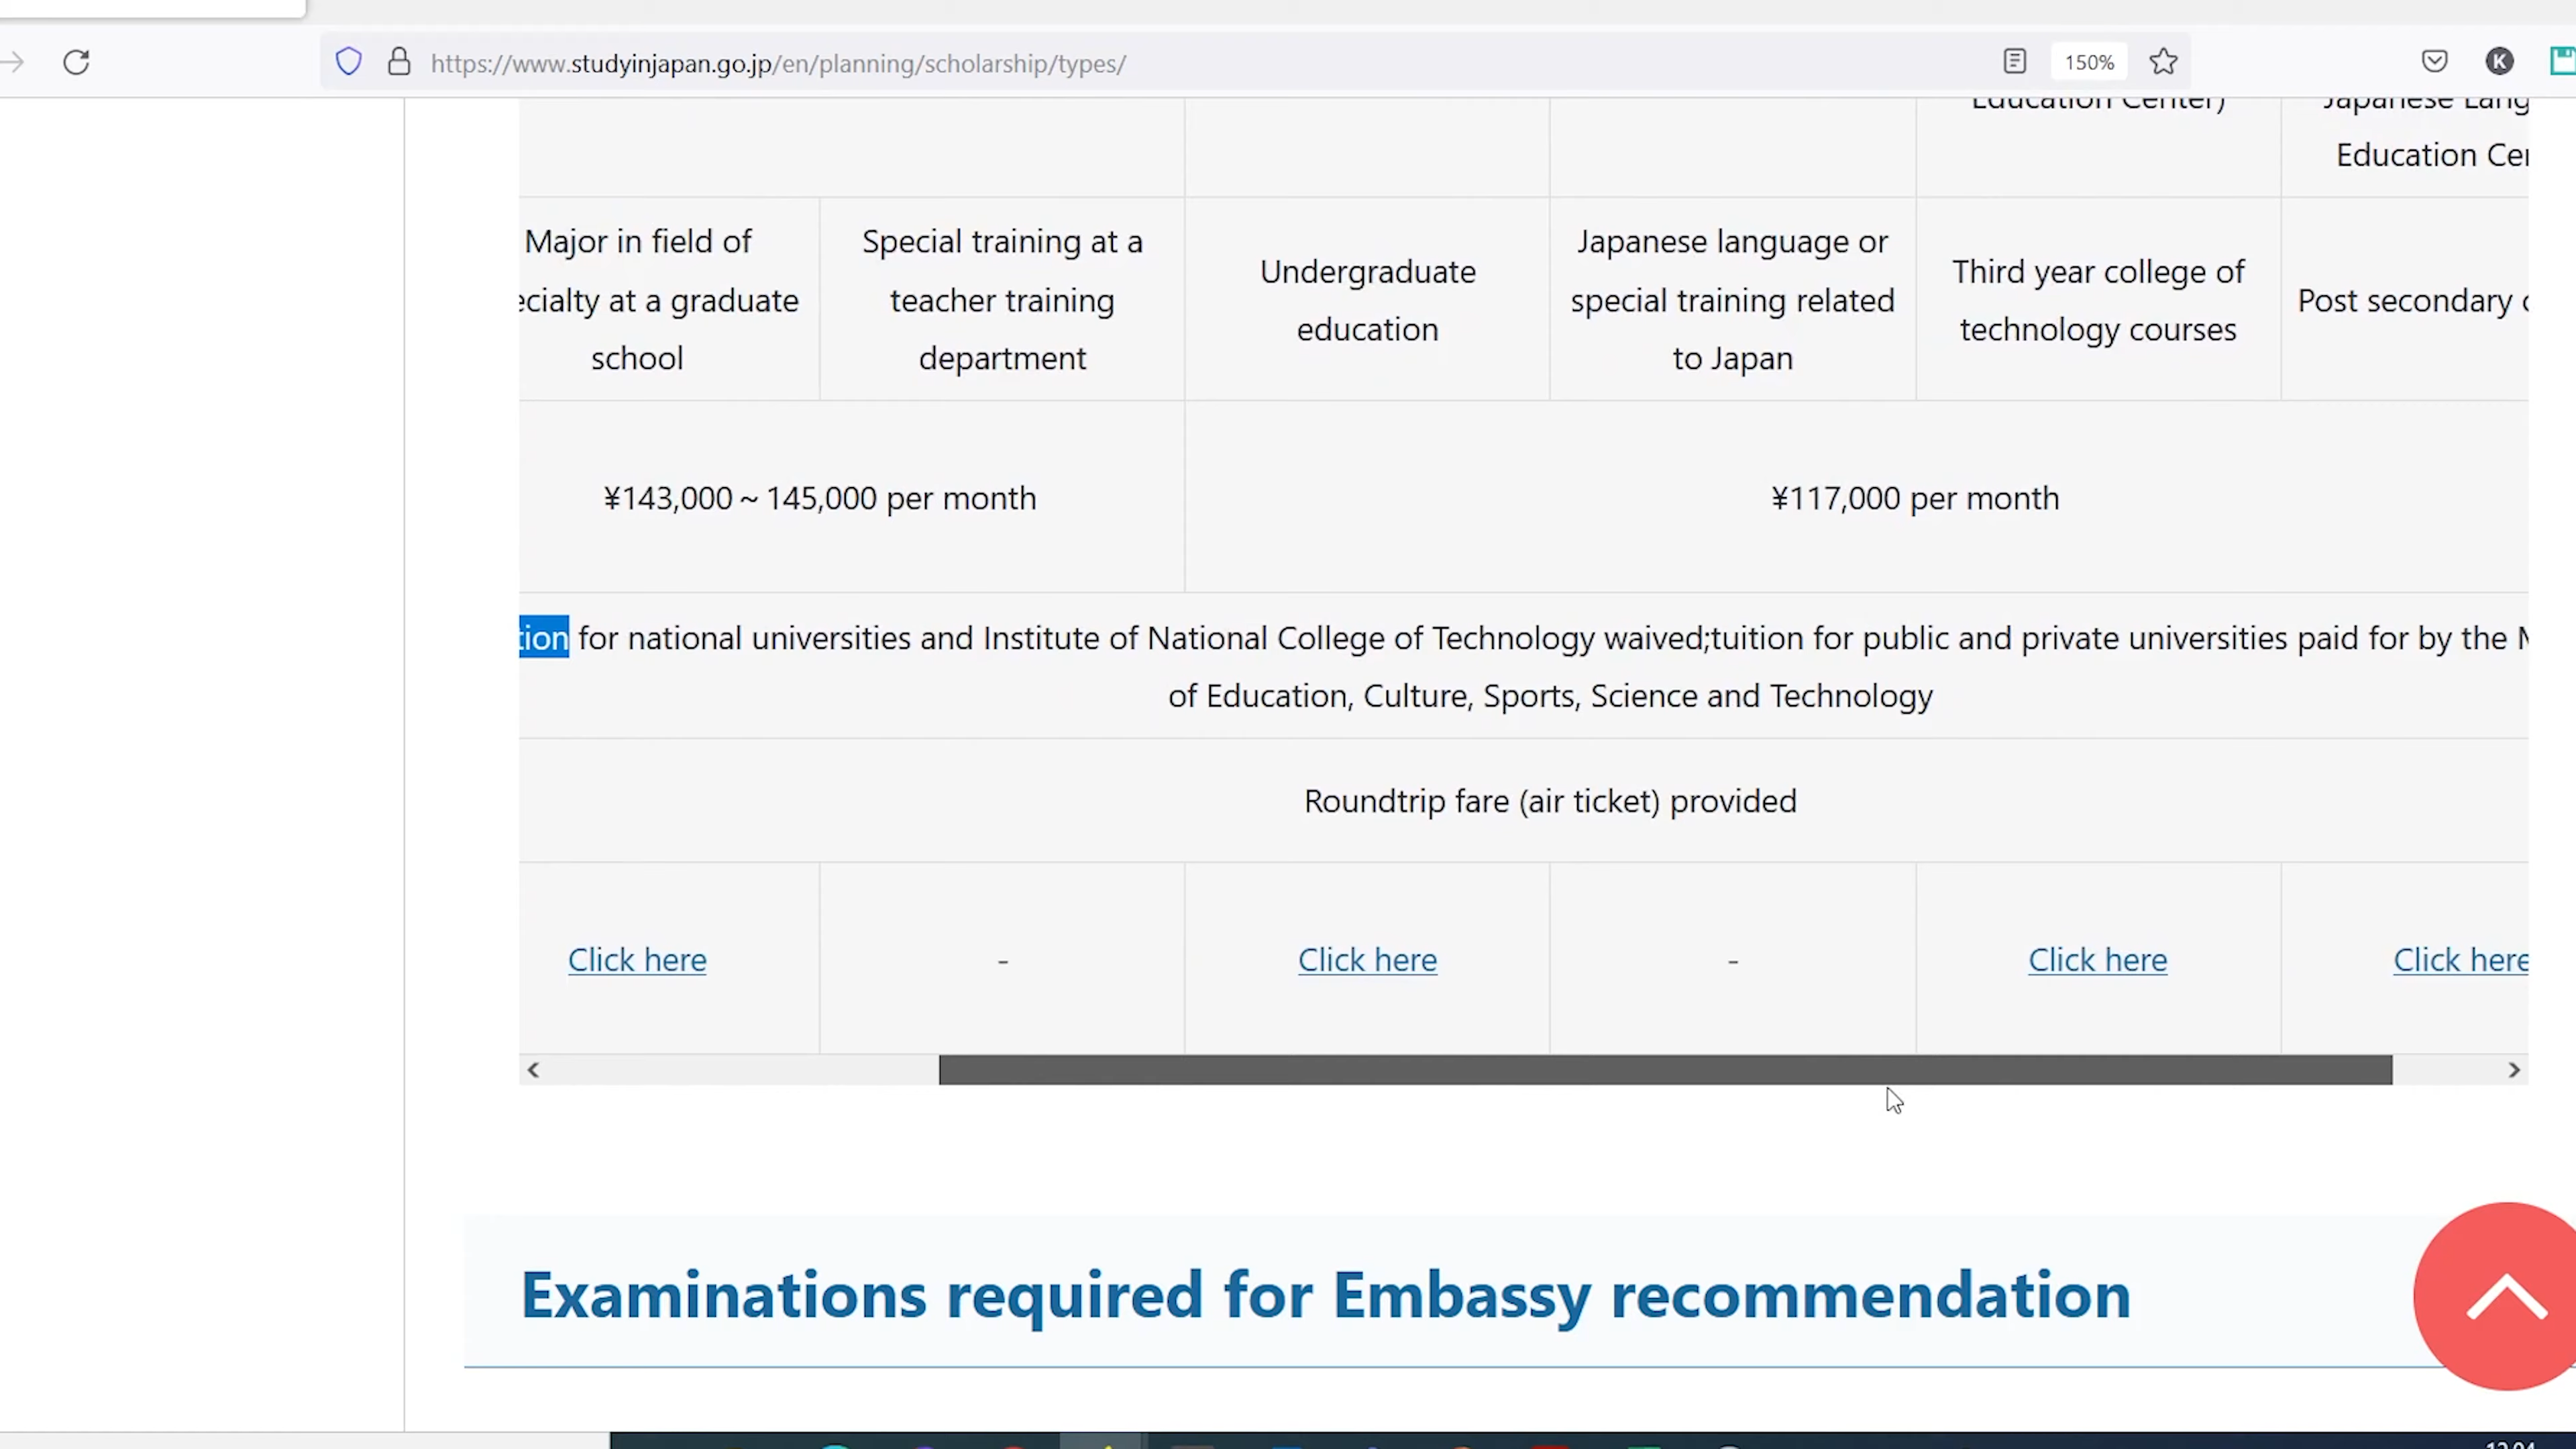 https://www.studyinjapan.go.jp/en/planning/scholarship/types/
150%
K
Education Center)
Japanese Lang
Education Cen
Major in field of
ecialty at a graduate
school
Special training at a
teacher training
department
Undergraduate
education
Japanese language or
special training related
to Japan
Third year college of
technology courses
Post secondary c
¥143,000 ~ 145,000 per month
¥117,000 per month
tion for national universities and Institute of National College of Technology waived;tuition for public and private universities paid for by the M
of Education, Culture, Sports, Science and Technology
Roundtrip fare (air ticket) provided
Click here
-
Click here
-
Click here
Click here
Examinations required for Embassy recommendation